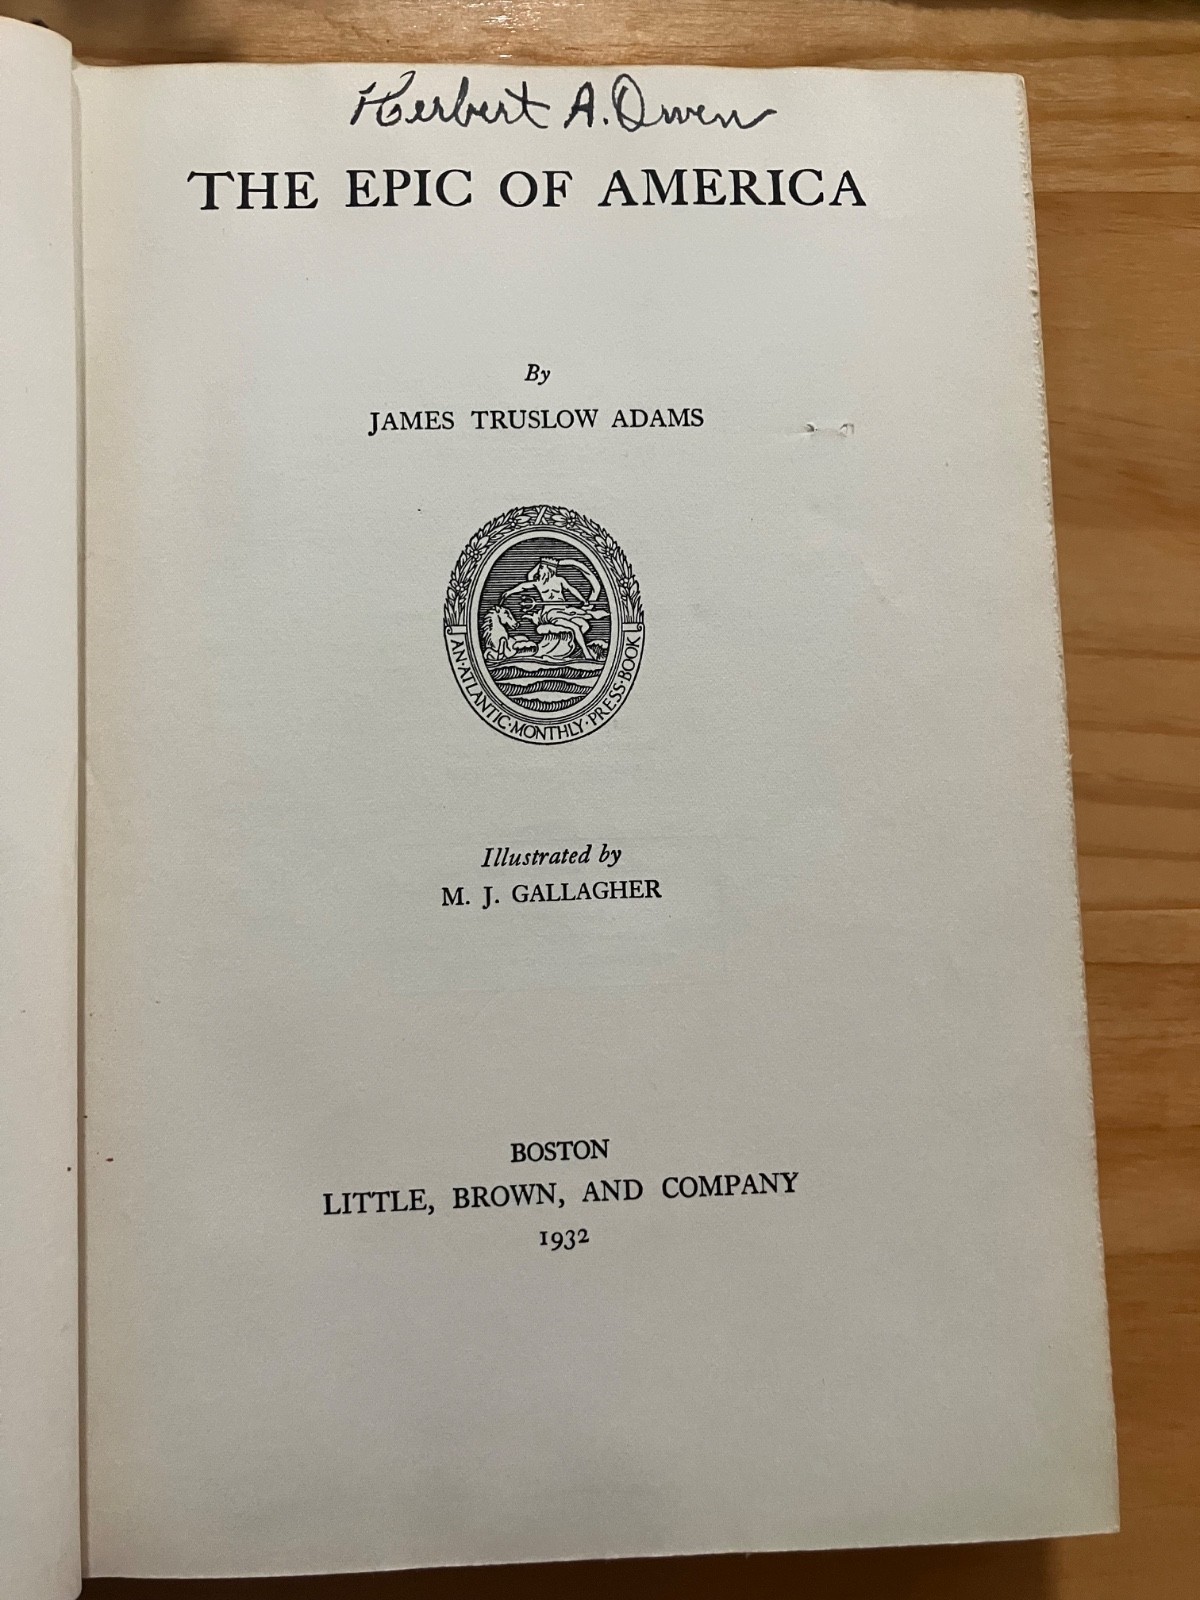 Herbert A. Owen
THE EPIC OF AMERICA
By
JAMES TRUSLOW ADAMS
AN·ATLANTIC·MONTHLY·PRESS·BOOK
Illustrated by
M. J. GALLAGHER
BOSTON
LITTLE, BROWN, AND COMPANY
1932